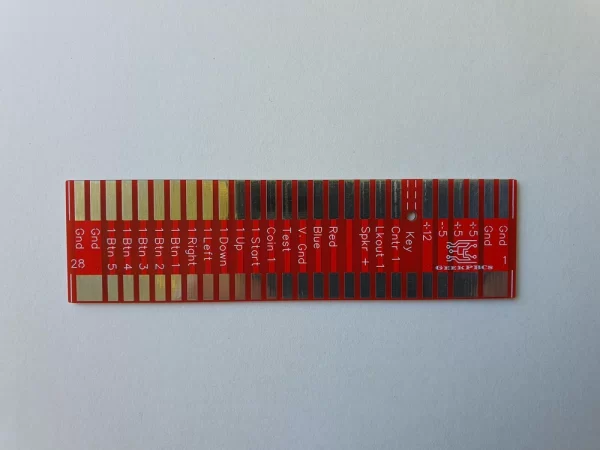 Gnd
Gnd
1 Btn 5
1 Btn 4
1 Btn 3
1 Btn 2
1 Btn 1
1 Right
1 Left
1 Down
1 Up
1 Start
Coin 1
Test
V. Gnd
Blue
Red
Spkr +
Lkout 1
Cntr 1
Key
+12
-5
+5
+5
Gnd
Gnd
28
1
GEEKPBCS